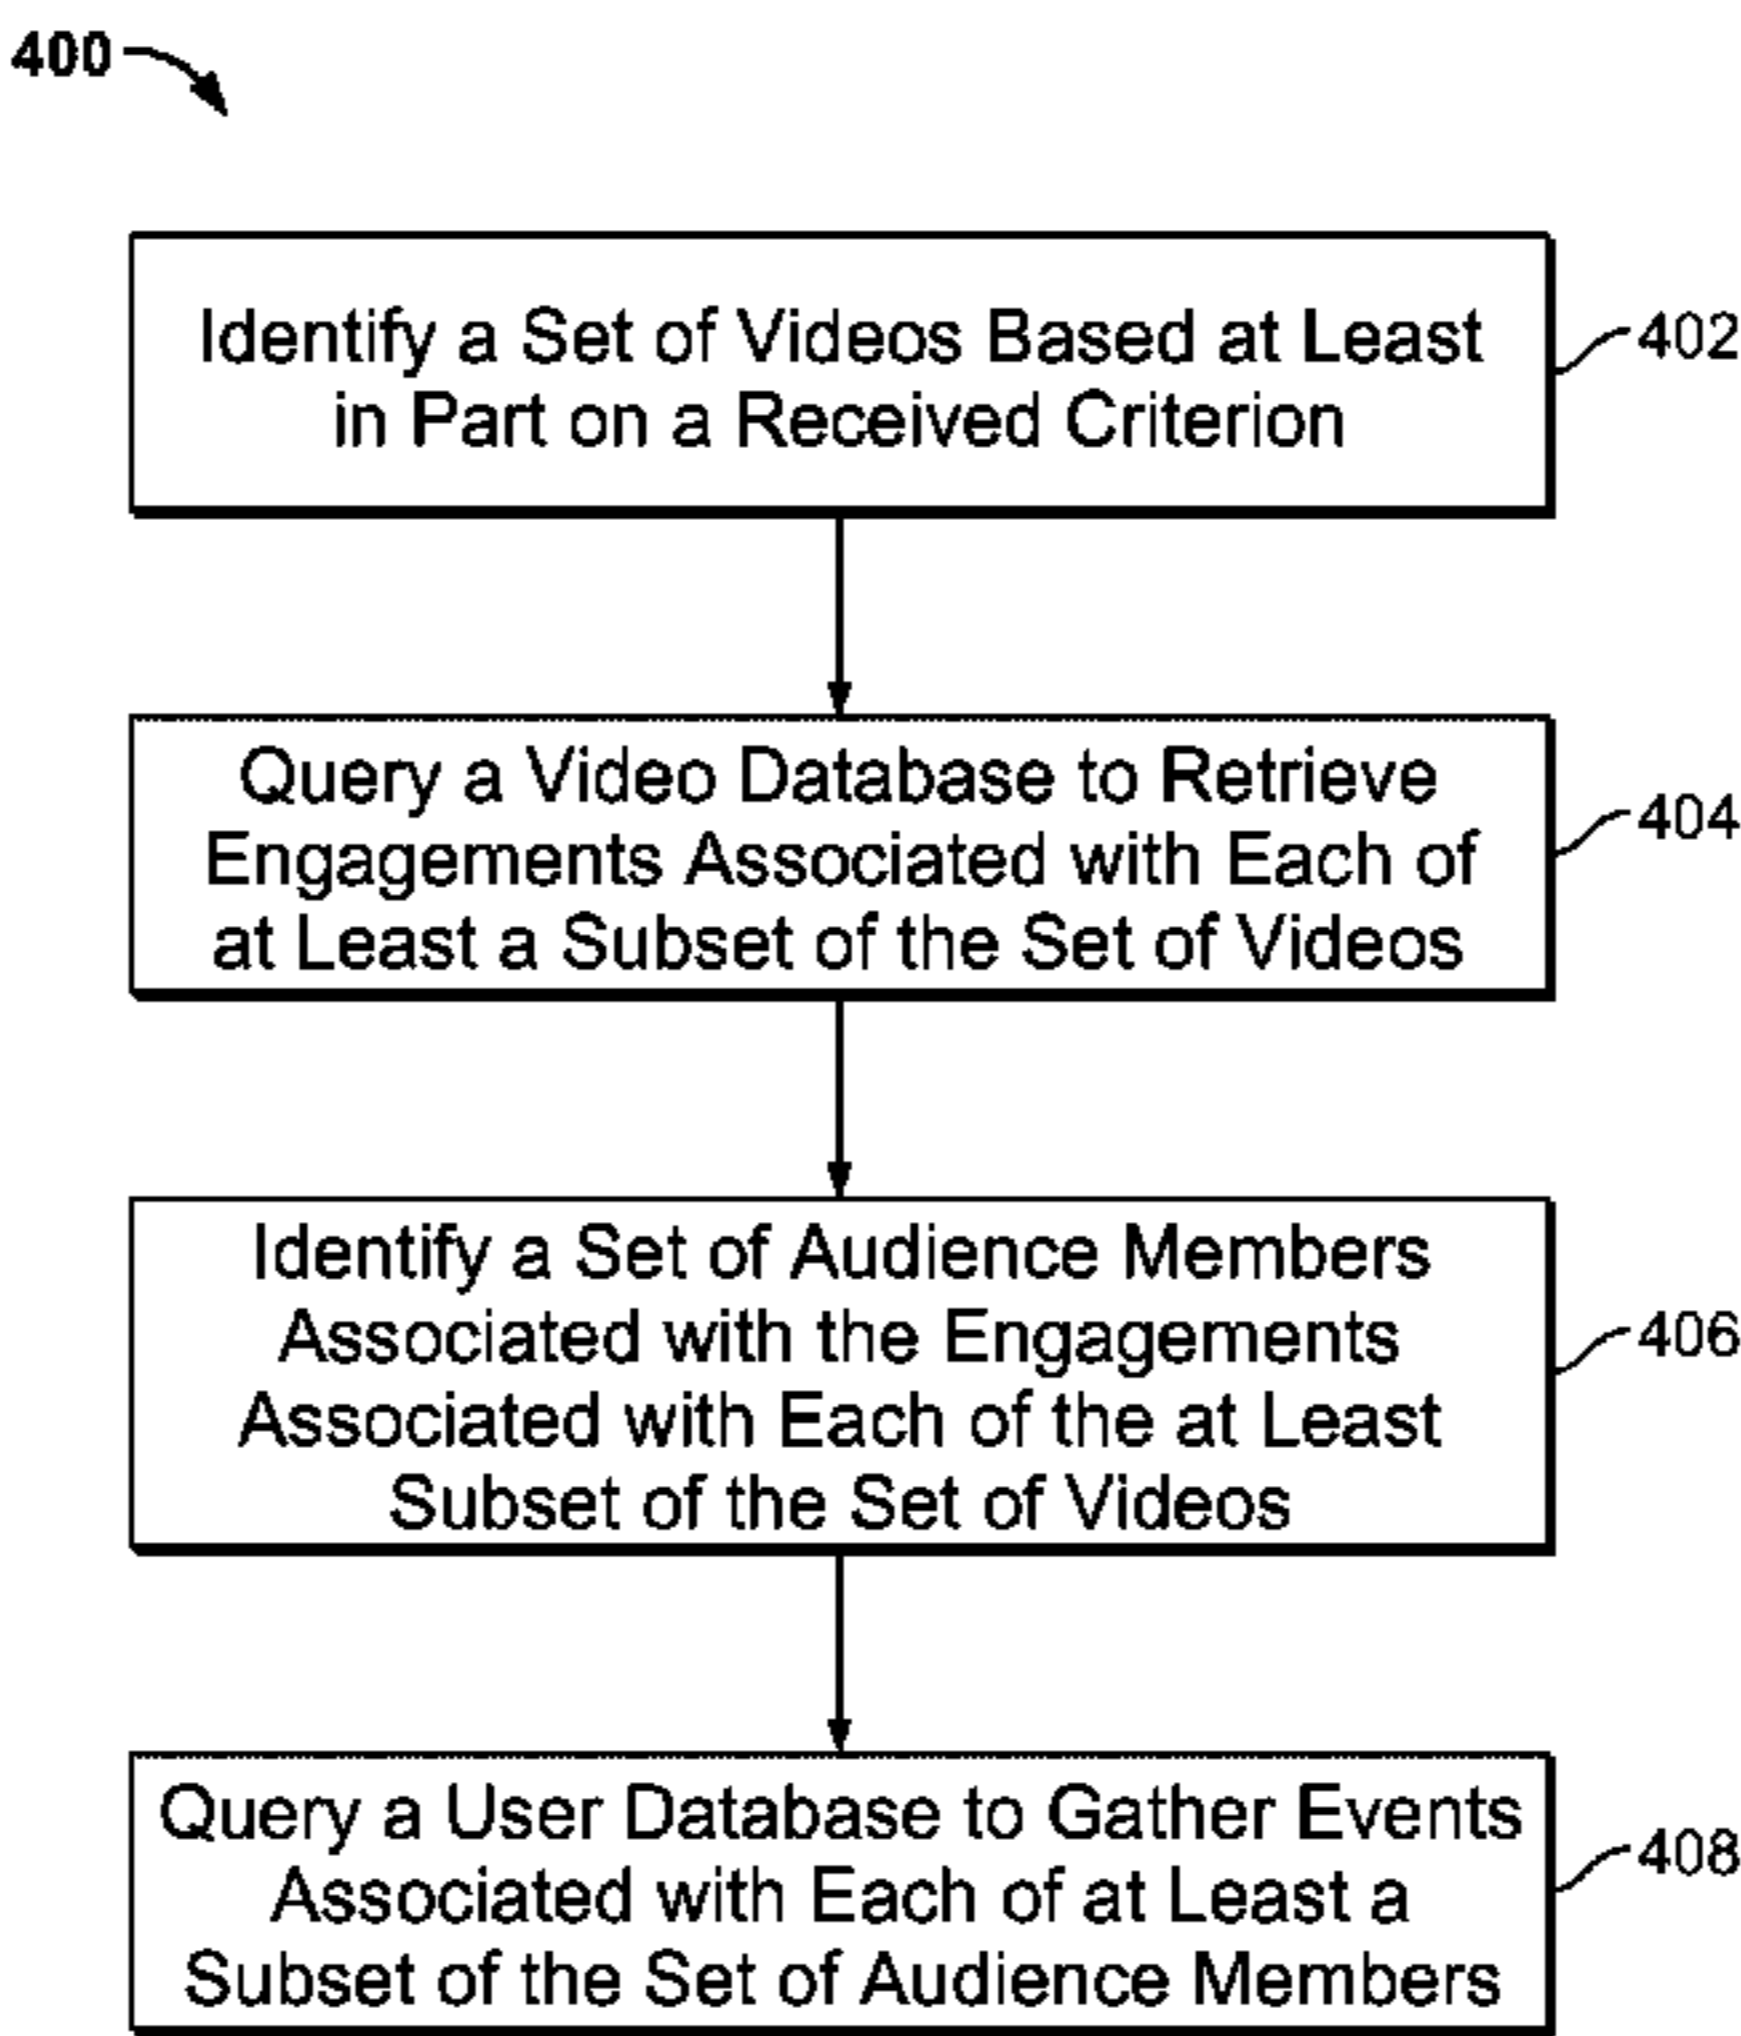 400
Identify a Set of Videos Based at Least
in Part on a Received Criterion
402
Query a Video Database to Retrieve
Engagements Associated with Each of
at Least a Subset of the Set of Videos
404
Identify a Set of Audience Members
Associated with the Engagements
Associated with Each of the at Least
Subset of the Set of Videos
406
Query a User Database to Gather Events
Associated with Each of at Least a
Subset of the Set of Audience Members
408